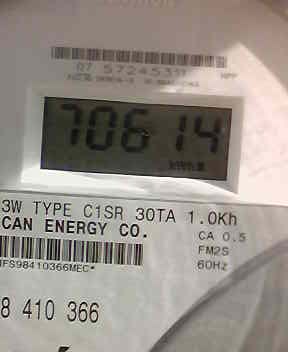 07 57245311
70614
kWh
3W TYPE C1SR 30TA 1.0Kh
CAN ENERGY CO.
CA 0.5
FM2S
IFS98410366MEC*
60Hz
8 410 366